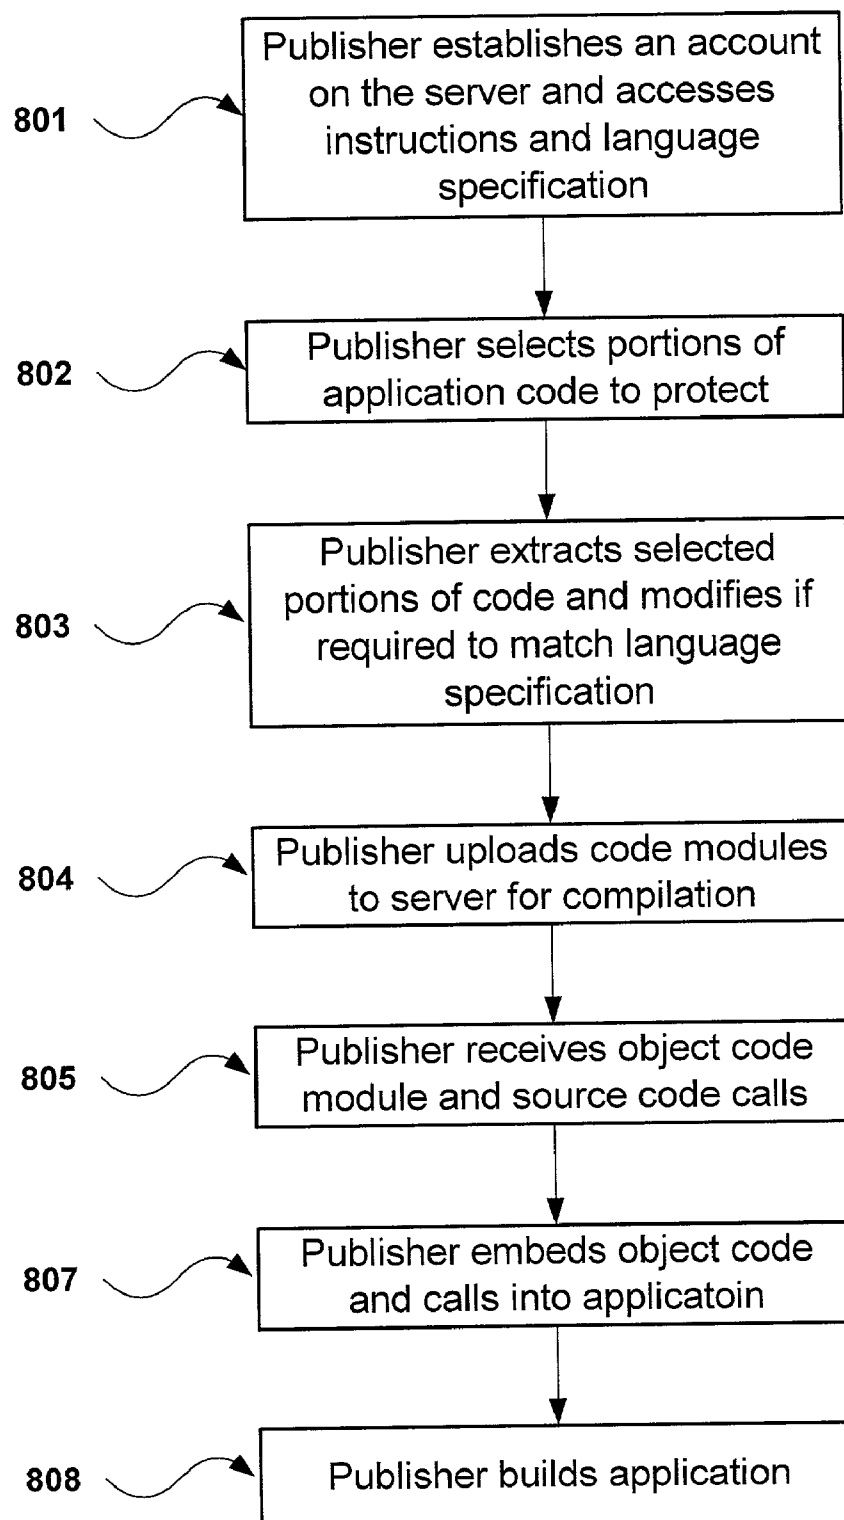 801
Publisher establishes an account
on the server and accesses
instructions and language
specification
802
Publisher selects portions of
application code to protect
803
Publisher extracts selected
portions of code and modifies if
required to match language
specification
804
Publisher uploads code modules
to server for compilation
805
Publisher receives object code
module and source code calls
807
Publisher embeds object code
and calls into applicatoin
808
Publisher builds application